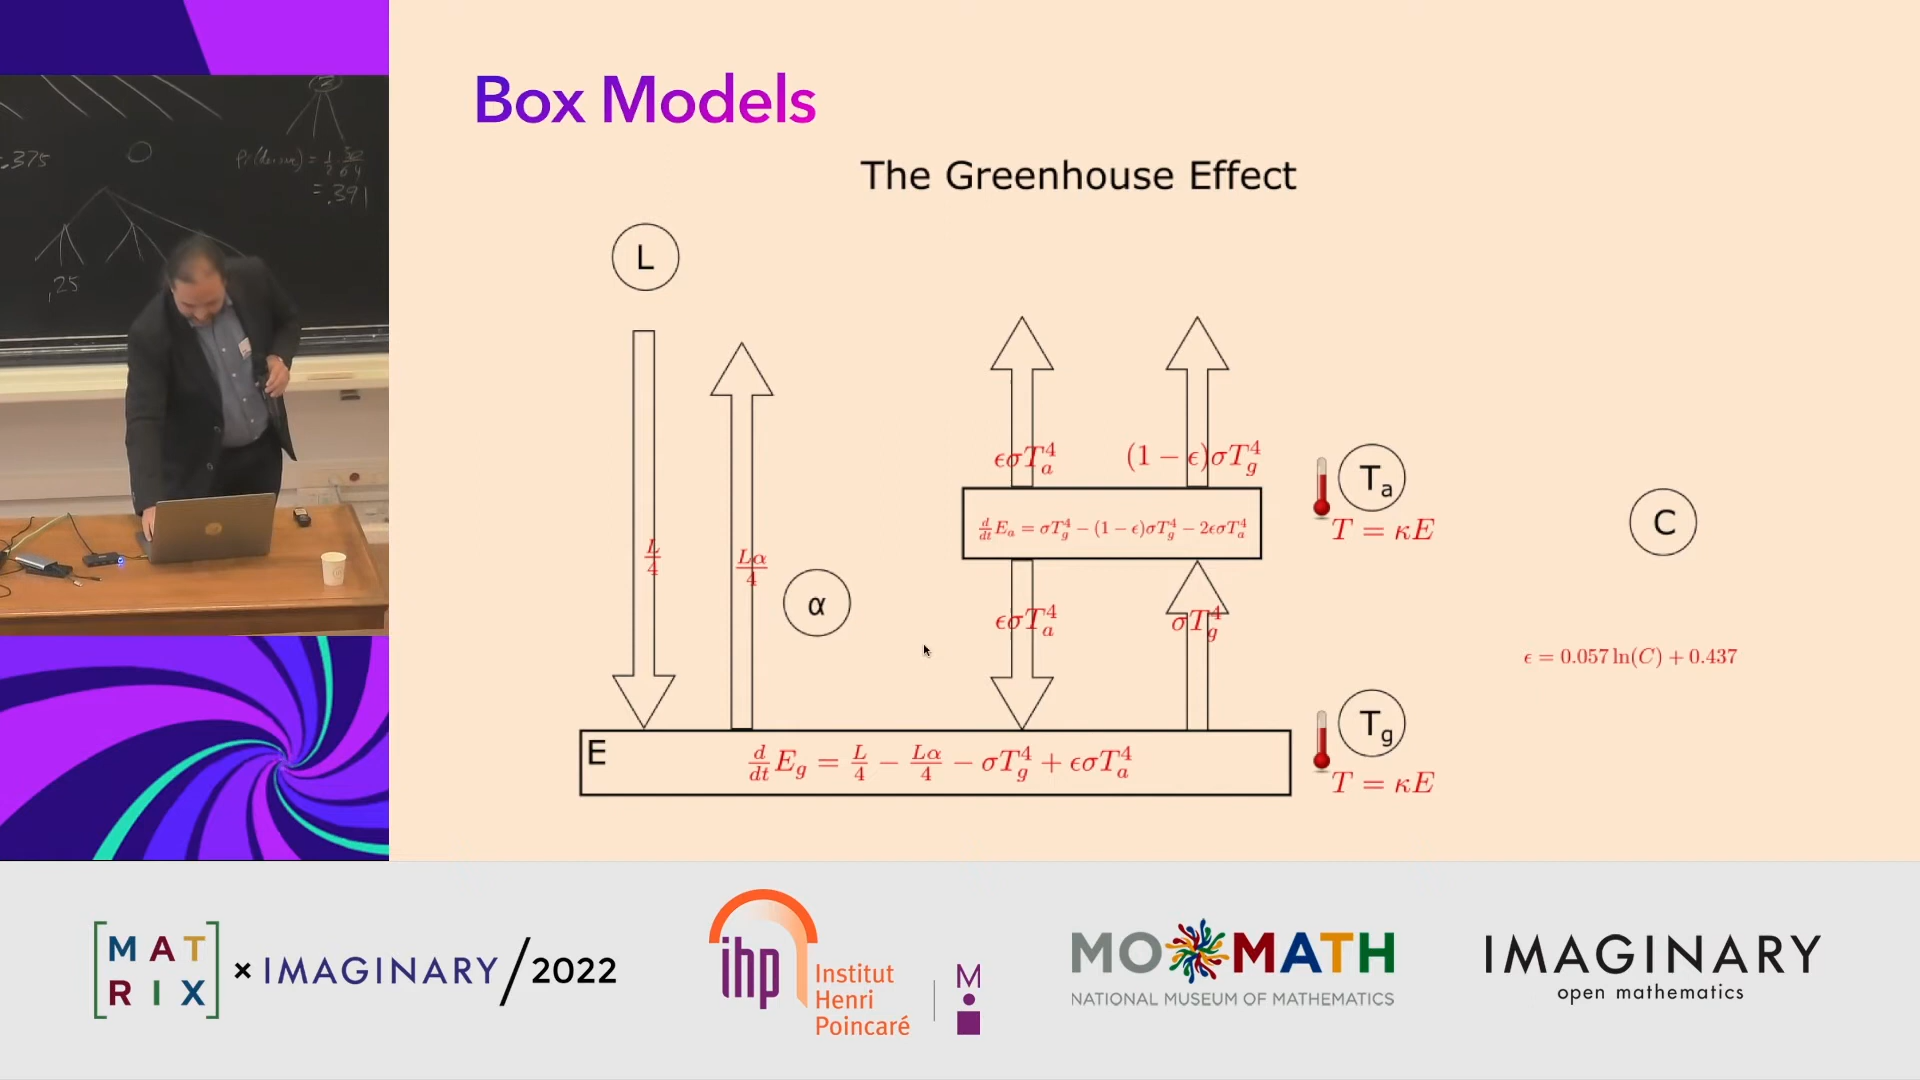 Box Models
The Greenhouse Effect
L
ϵσT_a^4
(1 − ϵ)σT_g^4
T_a
d/dt E_a = σT_g^4 − (1 − ϵ)σT_g^4 − 2ϵσT_a^4
T = κE
C
L/4
Lα/4
α
ϵσT_a^4
σT_g^4
ϵ = 0.057 ln(C) + 0.437
T_g
E
d/dt E_g = L/4 − Lα/4 − σT_g^4 + ϵσT_a^4
T = κE
.375
= .391
,25
MAT
RIX
× IMAGINARY/2022
ihp
Institut
Henri
Poincaré
M
MOMATH
NATIONAL MUSEUM OF MATHEMATICS
IMAGINARY
open mathematics